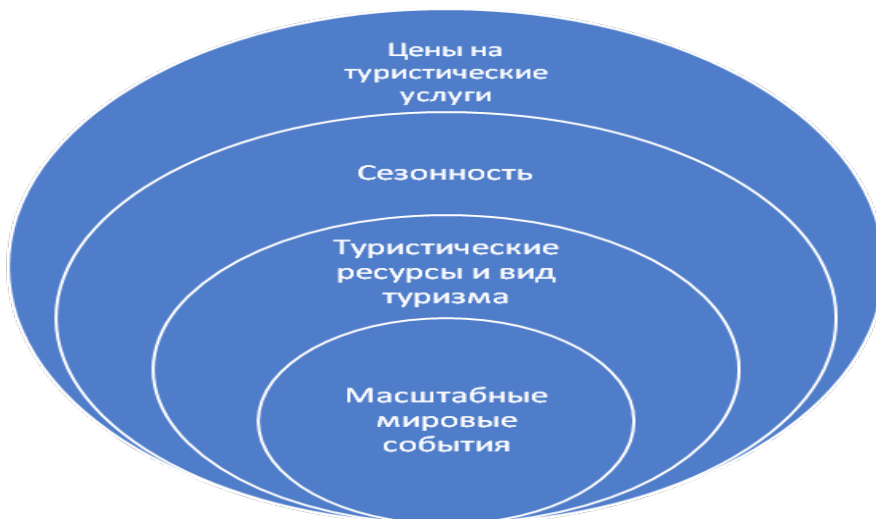 Цены на
туристические
услуги
Сезонность
Туристические
ресурсы и вид
туризма
Масштабные
мировые
события